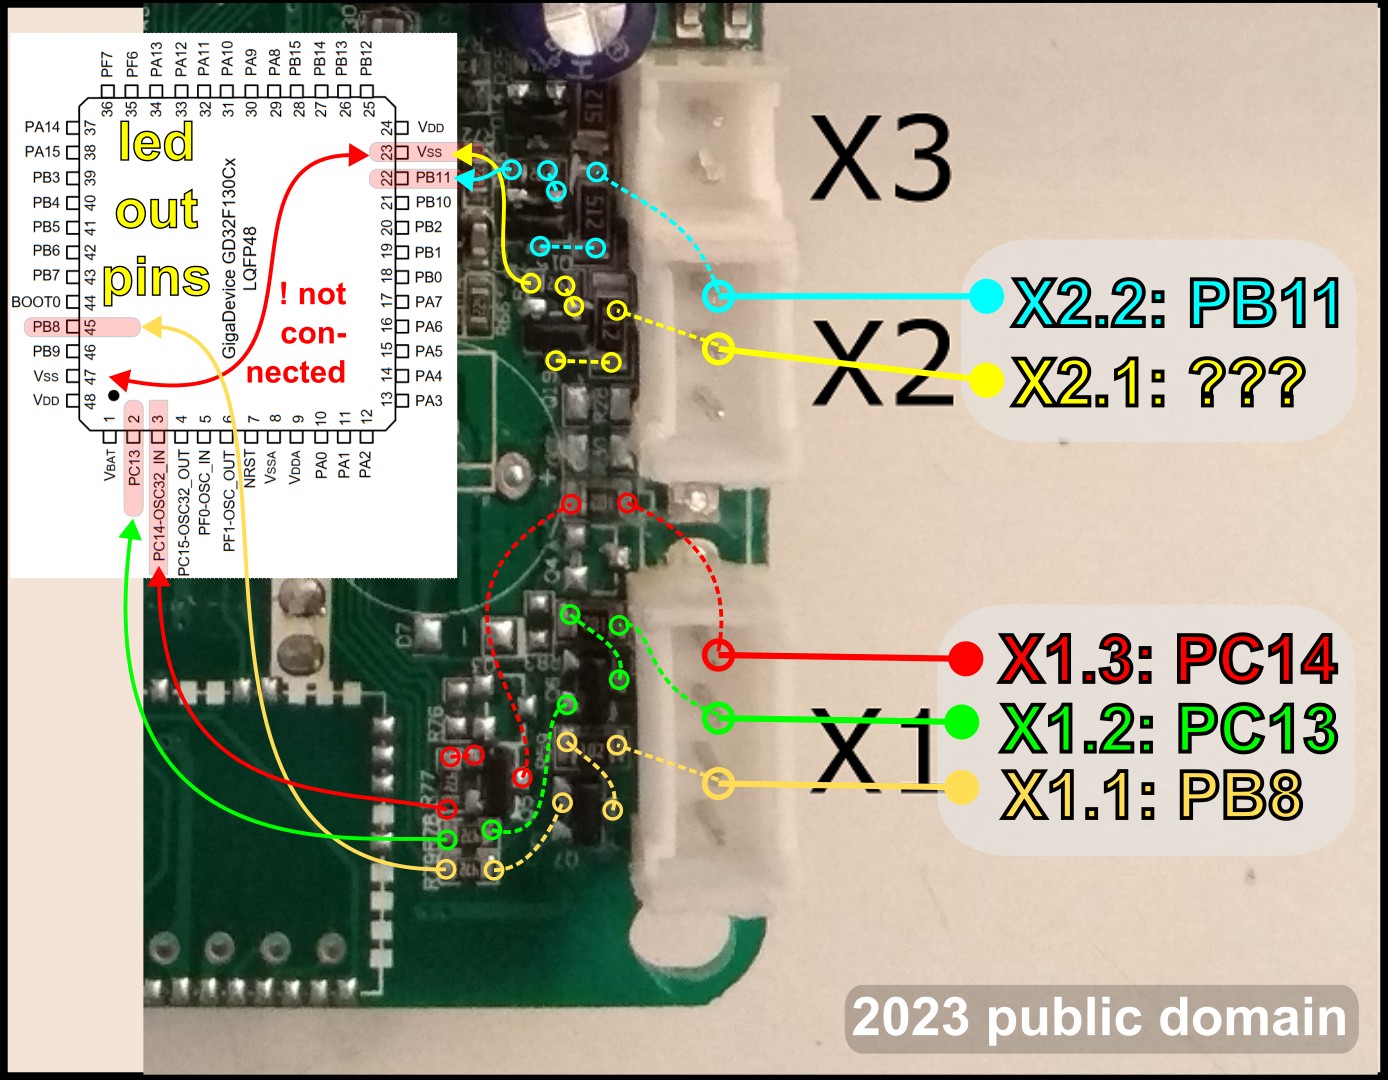 PF7
PF6
PA13
PA12
PA11
PA10
PA9
PA8
PB15
PB14
PB13
PB12
36
35
34
33
32
31
30
29
28
27
26
25
PA14 37
PA15 38
PB3 39
PB4 40
PB5 41
PB6 42
PB7 43
BOOT0 44
PB8 45
PB9 46
Vss 47
VDD 48
led
out
pins
GigaDevice GD32F130Cx
LQFP48
! not
con-
nected
24 VDD
23 Vss
22 PB11
21 PB10
20 PB2
19 PB1
18 PB0
17 PA7
16 PA6
15 PA5
14 PA4
13 PA3
1
2
3
4
5
6
7
8
9
10
11
12
VBAT
PC13
PC14-OSC32_IN
PC15-OSC32_OUT
PF0-OSC_IN
PF1-OSC_OUT
NRST
VSSA
VDDA
PA0
PA1
PA2
512
512
X3
X2.2: PB11
X2
X2.1: ???
D7
R76
R77
R78
X1.3: PC14
X1.2: PC13
X1
X1.1: PB8
2023 public domain